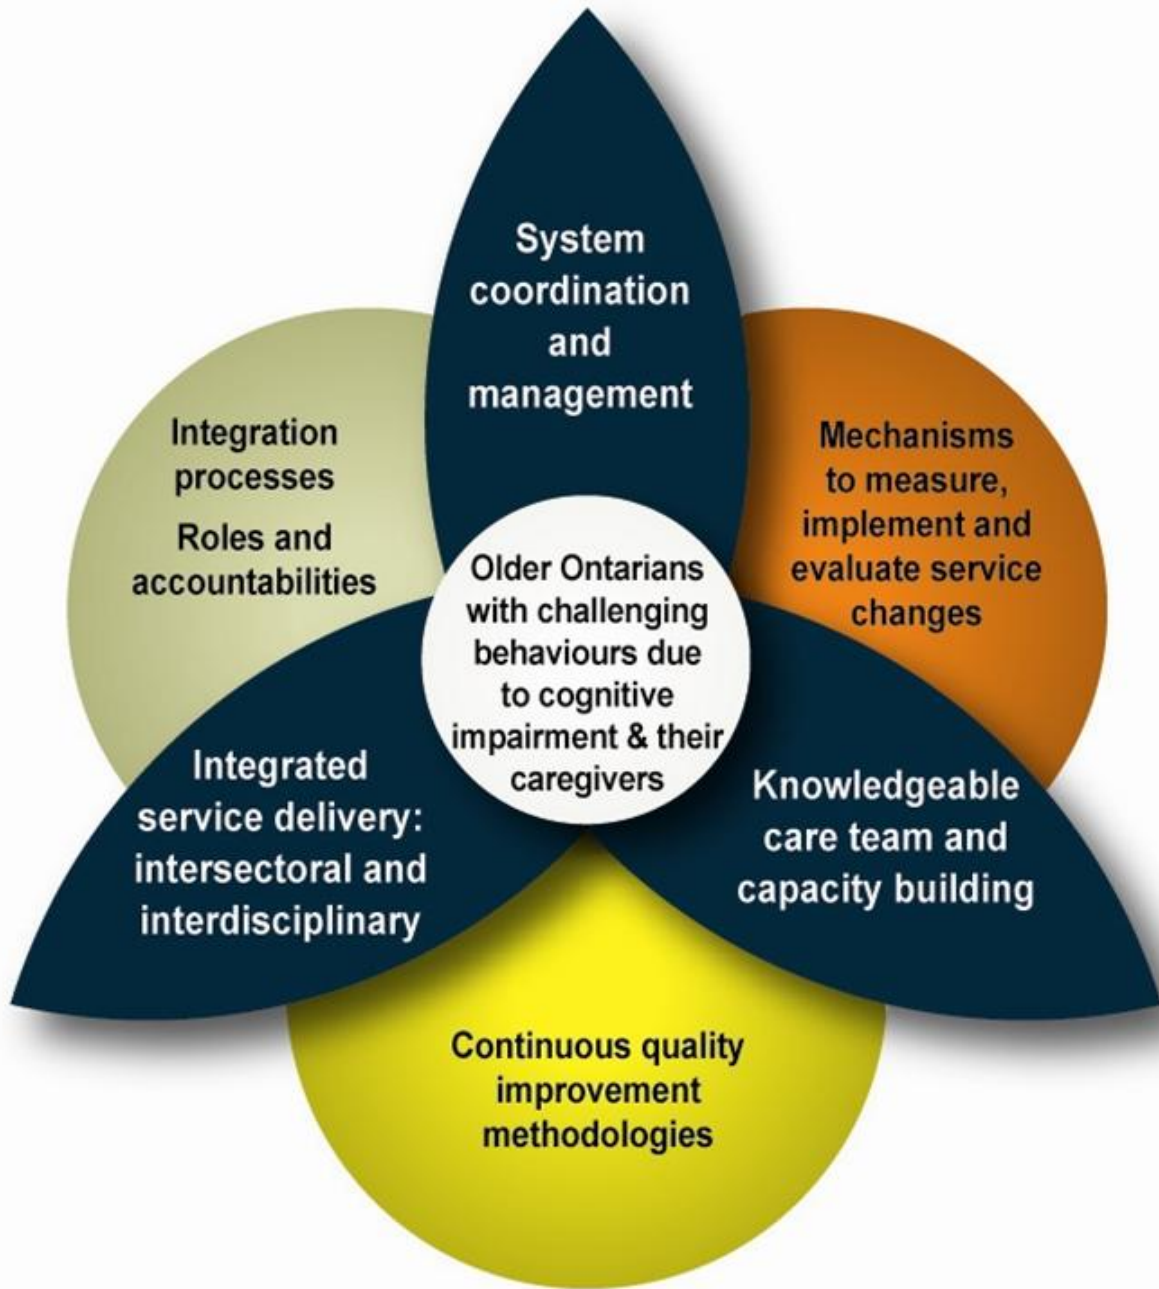 System
coordination
and
management
Integration
processes
Roles and
accountabilities
Mechanisms
to measure,
implement and
evaluate service
changes
Older Ontarians
with challenging
behaviours due
to cognitive
impairment & their
caregivers
Integrated
service delivery:
intersectoral and
interdisciplinary
Knowledgeable
care team and
capacity building
Continuous quality
improvement
methodologies